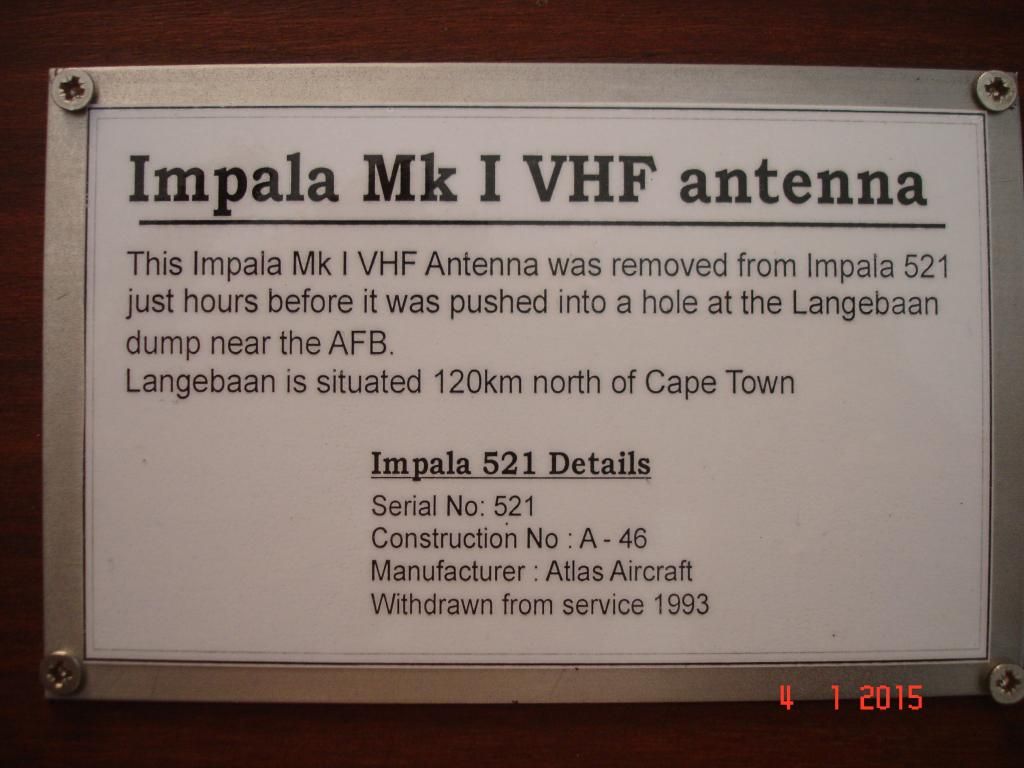 Impala Mk I VHF antenna
This Impala Mk I VHF Antenna was removed from Impala 521
just hours before it was pushed into a hole at the Langebaan
dump near the AFB.
Langebaan is situated 120km north of Cape Town
Impala 521 Details
Serial No: 521
Construction No : A - 46
Manufacturer : Atlas Aircraft
Withdrawn from service 1993
4 1 2015